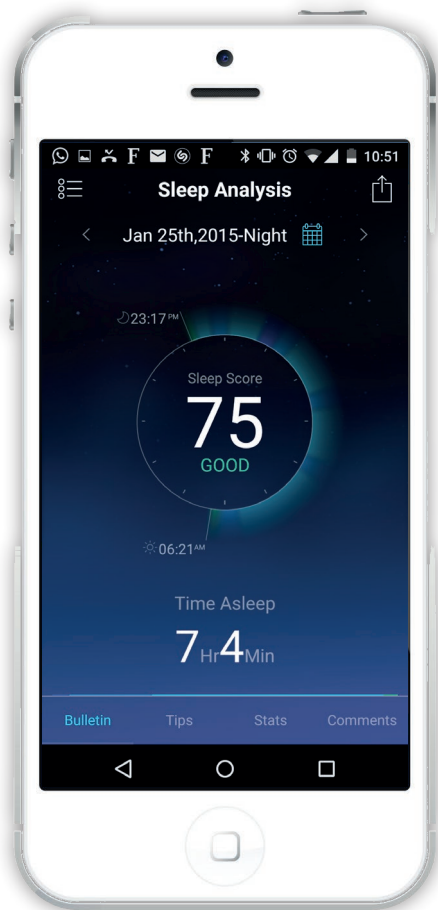 F F 10:51
Sleep Analysis
Jan 25th,2015-Night
23:17PM
Sleep Score
75
GOOD
06:21AM
Time Asleep
7Hr4Min
Bulletin Tips Stats Comments